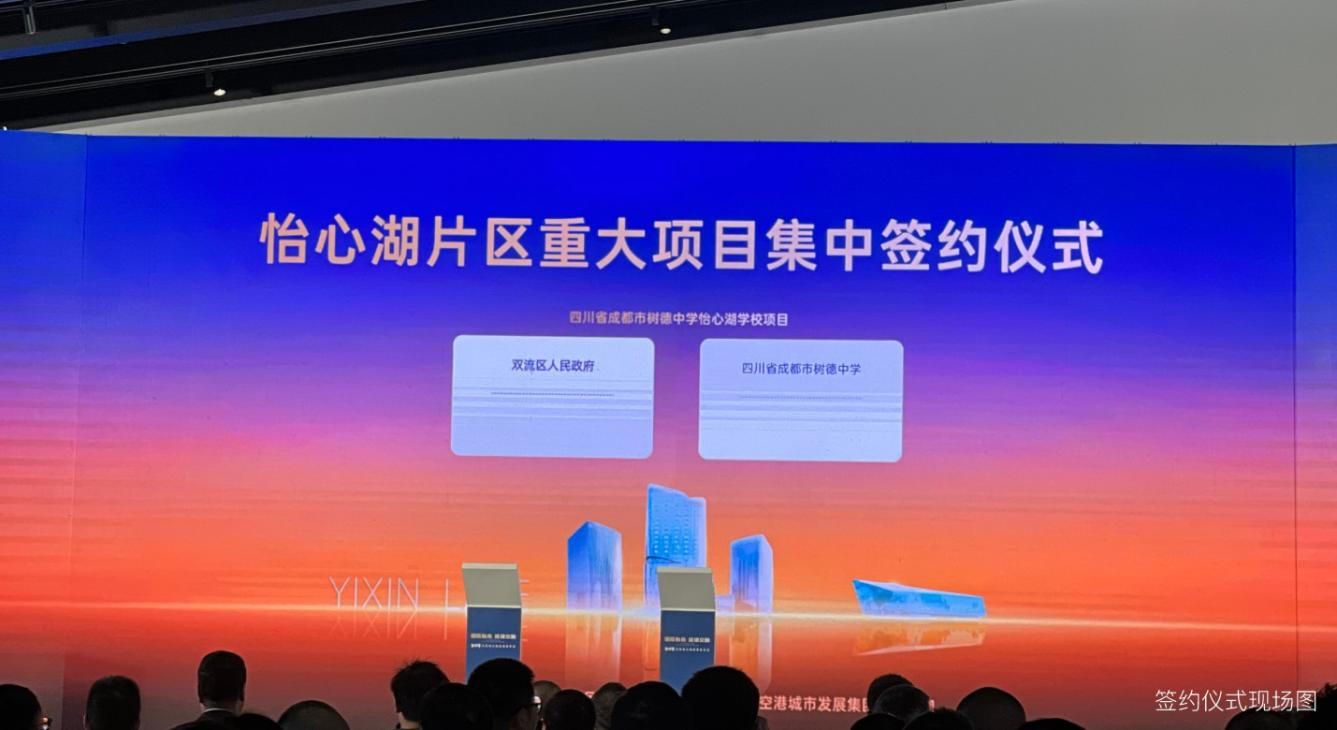 怡心湖片区重大项目集中签约仪式
四川省成都市树德中学怡心湖学校项目
双流区人民政府
四川省成都市树德中学
YIXIN
空港城市发展集团
签约仪式现场图